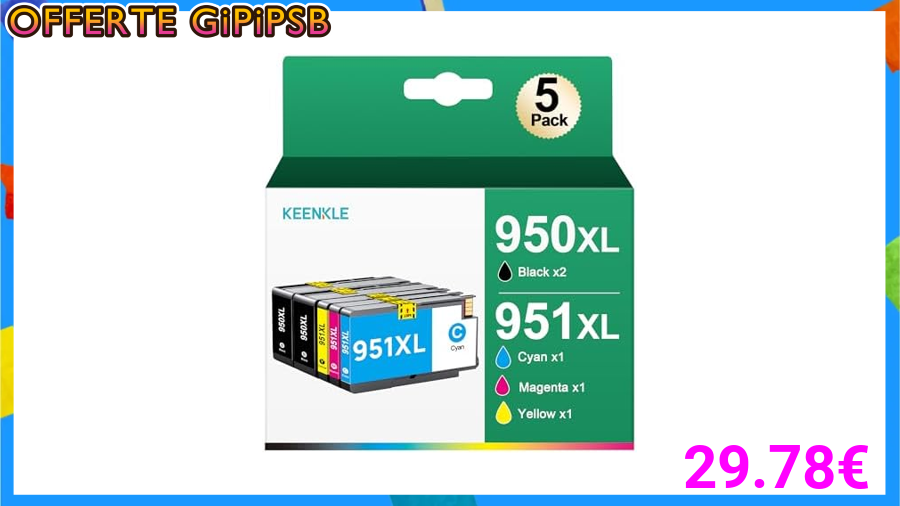 OFFERTE GiPiPSB
5
Pack
KEENKLE
950XL
Black x2
951XL
Cyan x1
Magenta x1
Yellow x1
950XL
950XL
951XL
951XL
951XL
951XL
C
Cyan
29.78€